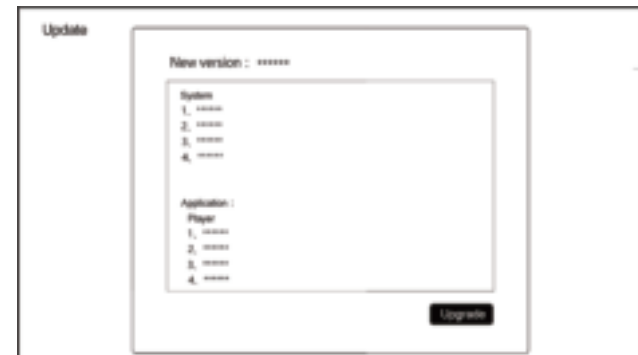 Update
New version : ******
System
1, ******
2, ******
3, ******
4, ******
Application :
Player
1, ******
2, ******
3, ******
4, ******
Upgrade